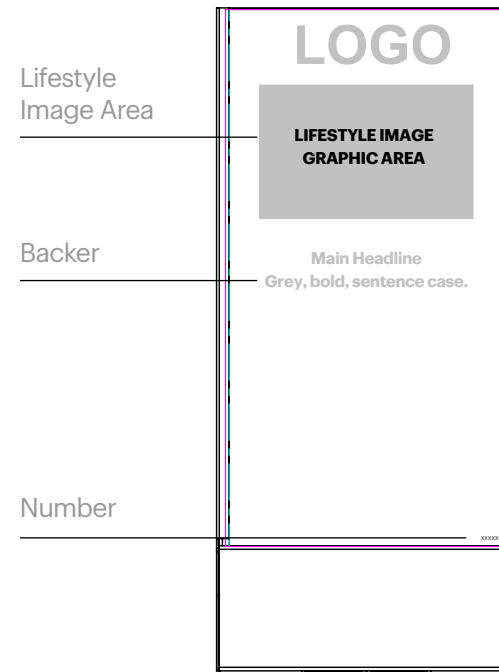 LOGO
Lifestyle
Image Area
LIFESTYLE IMAGE
GRAPHIC AREA
Backer
Main Headline
Grey, bold, sentence case.
Number
xxxxx